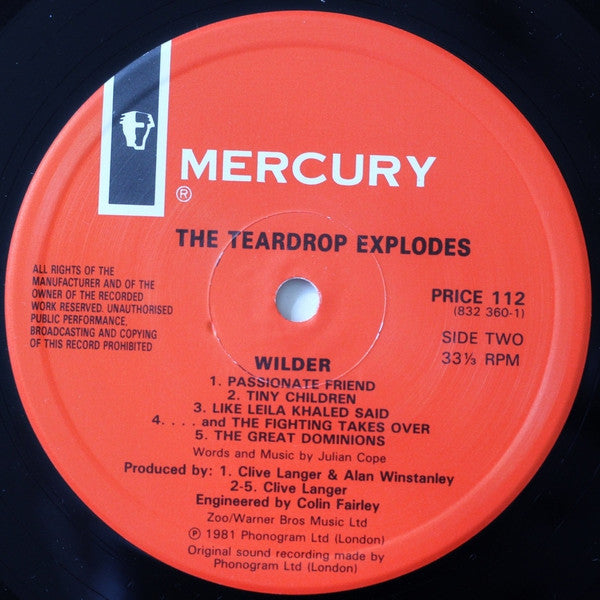 MERCURY
®
THE TEARDROP EXPLODES
ALL RIGHTS OF THE
MANUFACTURER AND OF THE
OWNER OF THE RECORDED
WORK RESERVED. UNAUTHORISED
PUBLIC PERFORMANCE,
BROADCASTING AND COPYING
OF THIS RECORD PROHIBITED
PRICE 112
(832 360-1)
SIDE TWO
33⅓ RPM
WILDER
1. PASSIONATE FRIEND
2. TINY CHILDREN
3. LIKE LEILA KHALED SAID
4. . . . and THE FIGHTING TAKES OVER
5. THE GREAT DOMINIONS
Words and Music by Julian Cope
Produced by: 1. Clive Langer & Alan Winstanley
2-5. Clive Langer
Engineered by Colin Fairley
Zoo/Warner Bros Music Ltd
℗ 1981 Phonogram Ltd (London)
Original sound recording made by
Phonogram Ltd (London)